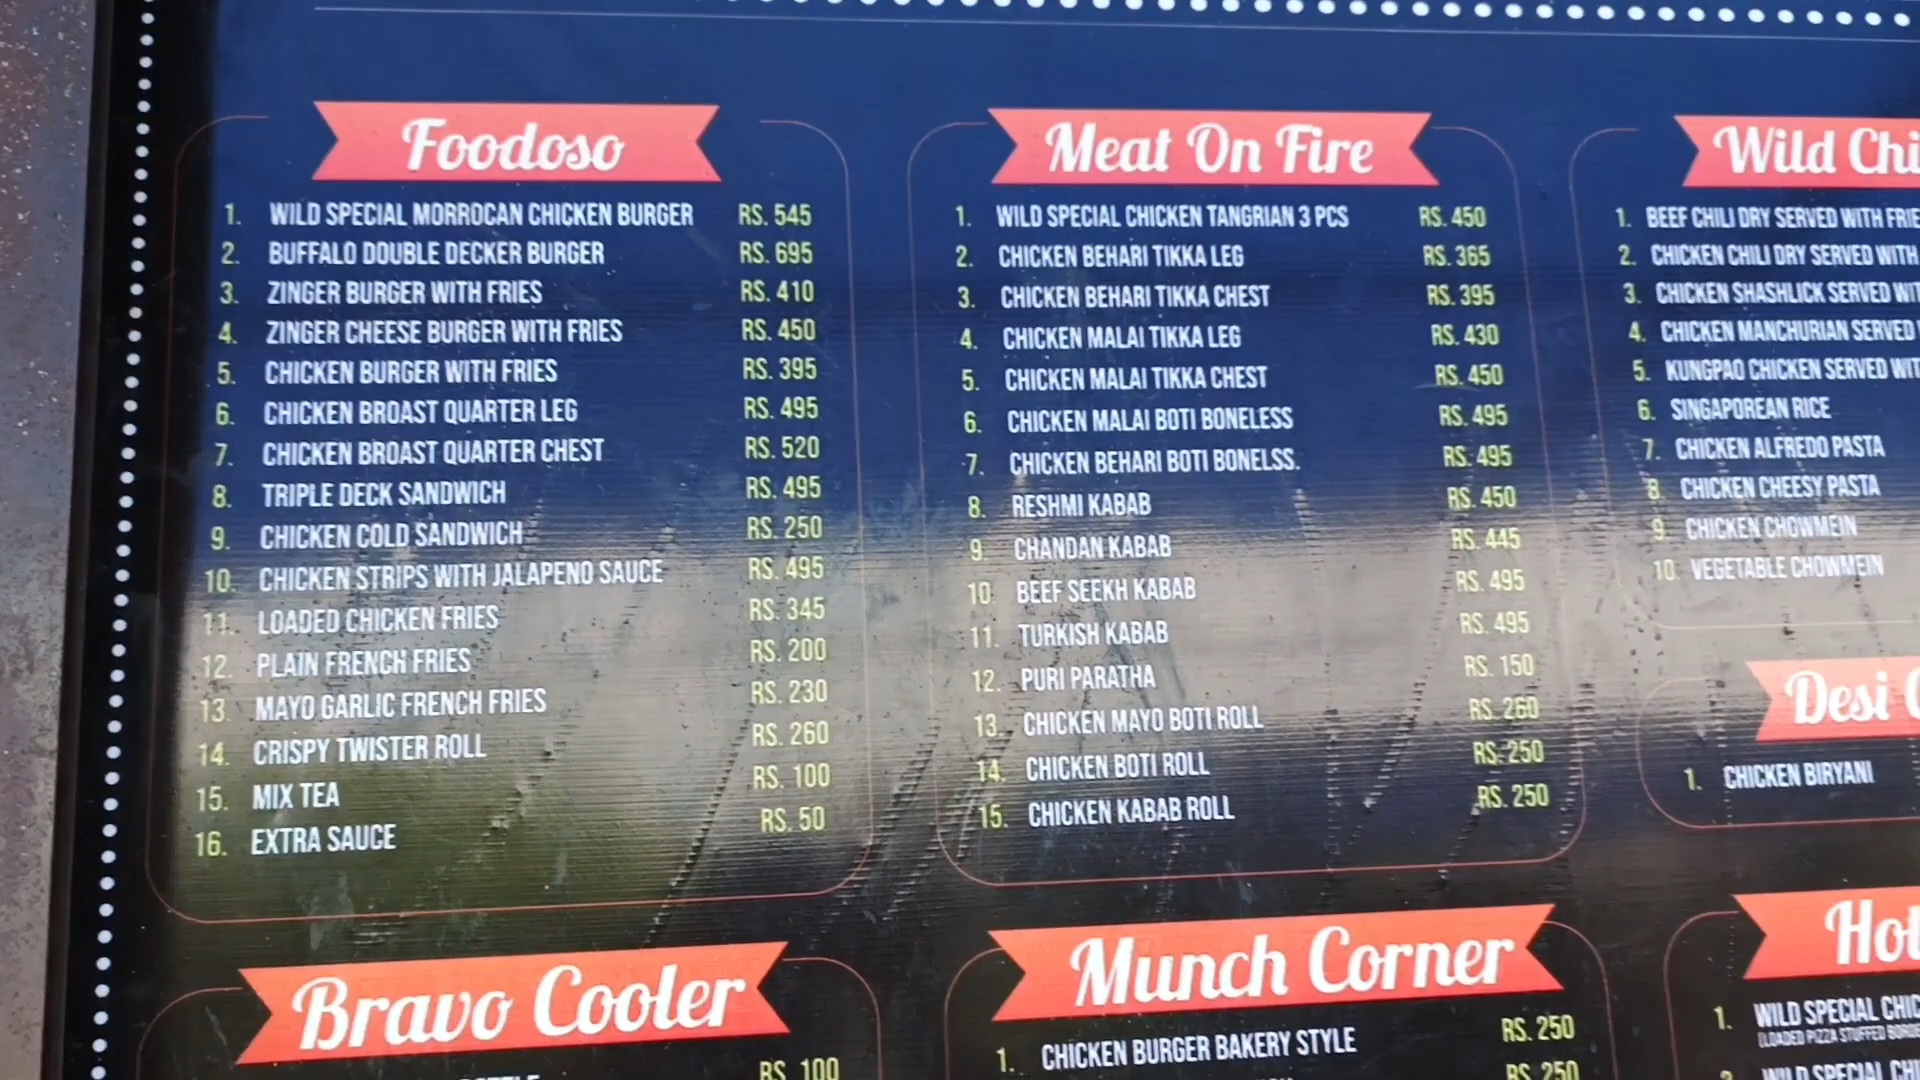 Foodoso
1. WILD SPECIAL MORROCAN CHICKEN BURGER RS. 545
2. BUFFALO DOUBLE DECKER BURGER RS. 695
3. ZINGER BURGER WITH FRIES RS. 410
4. ZINGER CHEESE BURGER WITH FRIES RS. 450
5. CHICKEN BURGER WITH FRIES RS. 395
6. CHICKEN BROAST QUARTER LEG RS. 495
7. CHICKEN BROAST QUARTER CHEST RS. 520
8. TRIPLE DECK SANDWICH RS. 495
9. CHICKEN COLD SANDWICH RS. 250
10. CHICKEN STRIPS WITH JALAPENO SAUCE RS. 495
11. LOADED CHICKEN FRIES RS. 345
12. PLAIN FRENCH FRIES RS. 200
13. MAYO GARLIC FRENCH FRIES RS. 230
14. CRISPY TWISTER ROLL RS. 260
15. MIX TEA RS. 100
16. EXTRA SAUCE RS. 50
Meat On Fire
1. WILD SPECIAL CHICKEN TANGRIAN 3 PCS RS. 450
2. CHICKEN BEHARI TIKKA LEG RS. 365
3. CHICKEN BEHARI TIKKA CHEST RS. 395
4. CHICKEN MALAI TIKKA LEG RS. 430
5. CHICKEN MALAI TIKKA CHEST RS. 450
6. CHICKEN MALAI BOTI BONELESS RS. 495
7. CHICKEN BEHARI BOTI BONELSS. RS. 495
8. RESHMI KABAB RS. 450
9. CHANDAN KABAB RS. 445
10. BEEF SEEKH KABAB RS. 495
11. TURKISH KABAB RS. 495
12. PURI PARATHA RS. 150
13. CHICKEN MAYO BOTI ROLL RS. 260
14. CHICKEN BOTI ROLL RS. 250
15. CHICKEN KABAB ROLL RS. 250
Wild
1. BEEF CHILI DRY SERVED WITH
2. CHICKEN CHILI DRY SERVED WITH
3. CHICKEN SHASHLICK SERVED
4. CHICKEN MANCHURIAN SERVED
5. KUNGPAO CHICKEN SERVED
6. SINGAPOREAN RICE
7. CHICKEN ALFREDO PASTA
8. CHICKEN CHEESY PASTA
9. CHICKEN CHOWMEIN
10. VEGETABLE CHOWMEIN
Desi
1. CHICKEN BIRYANI
Bravo Cooler
RS. 100
Munch Corner
1. CHICKEN BURGER BAKERY STYLE RS. 250
RS. 250
Hot
1. WILD SPECIAL
(LOADED PIZZA STUFFED
WILD SPECIAL